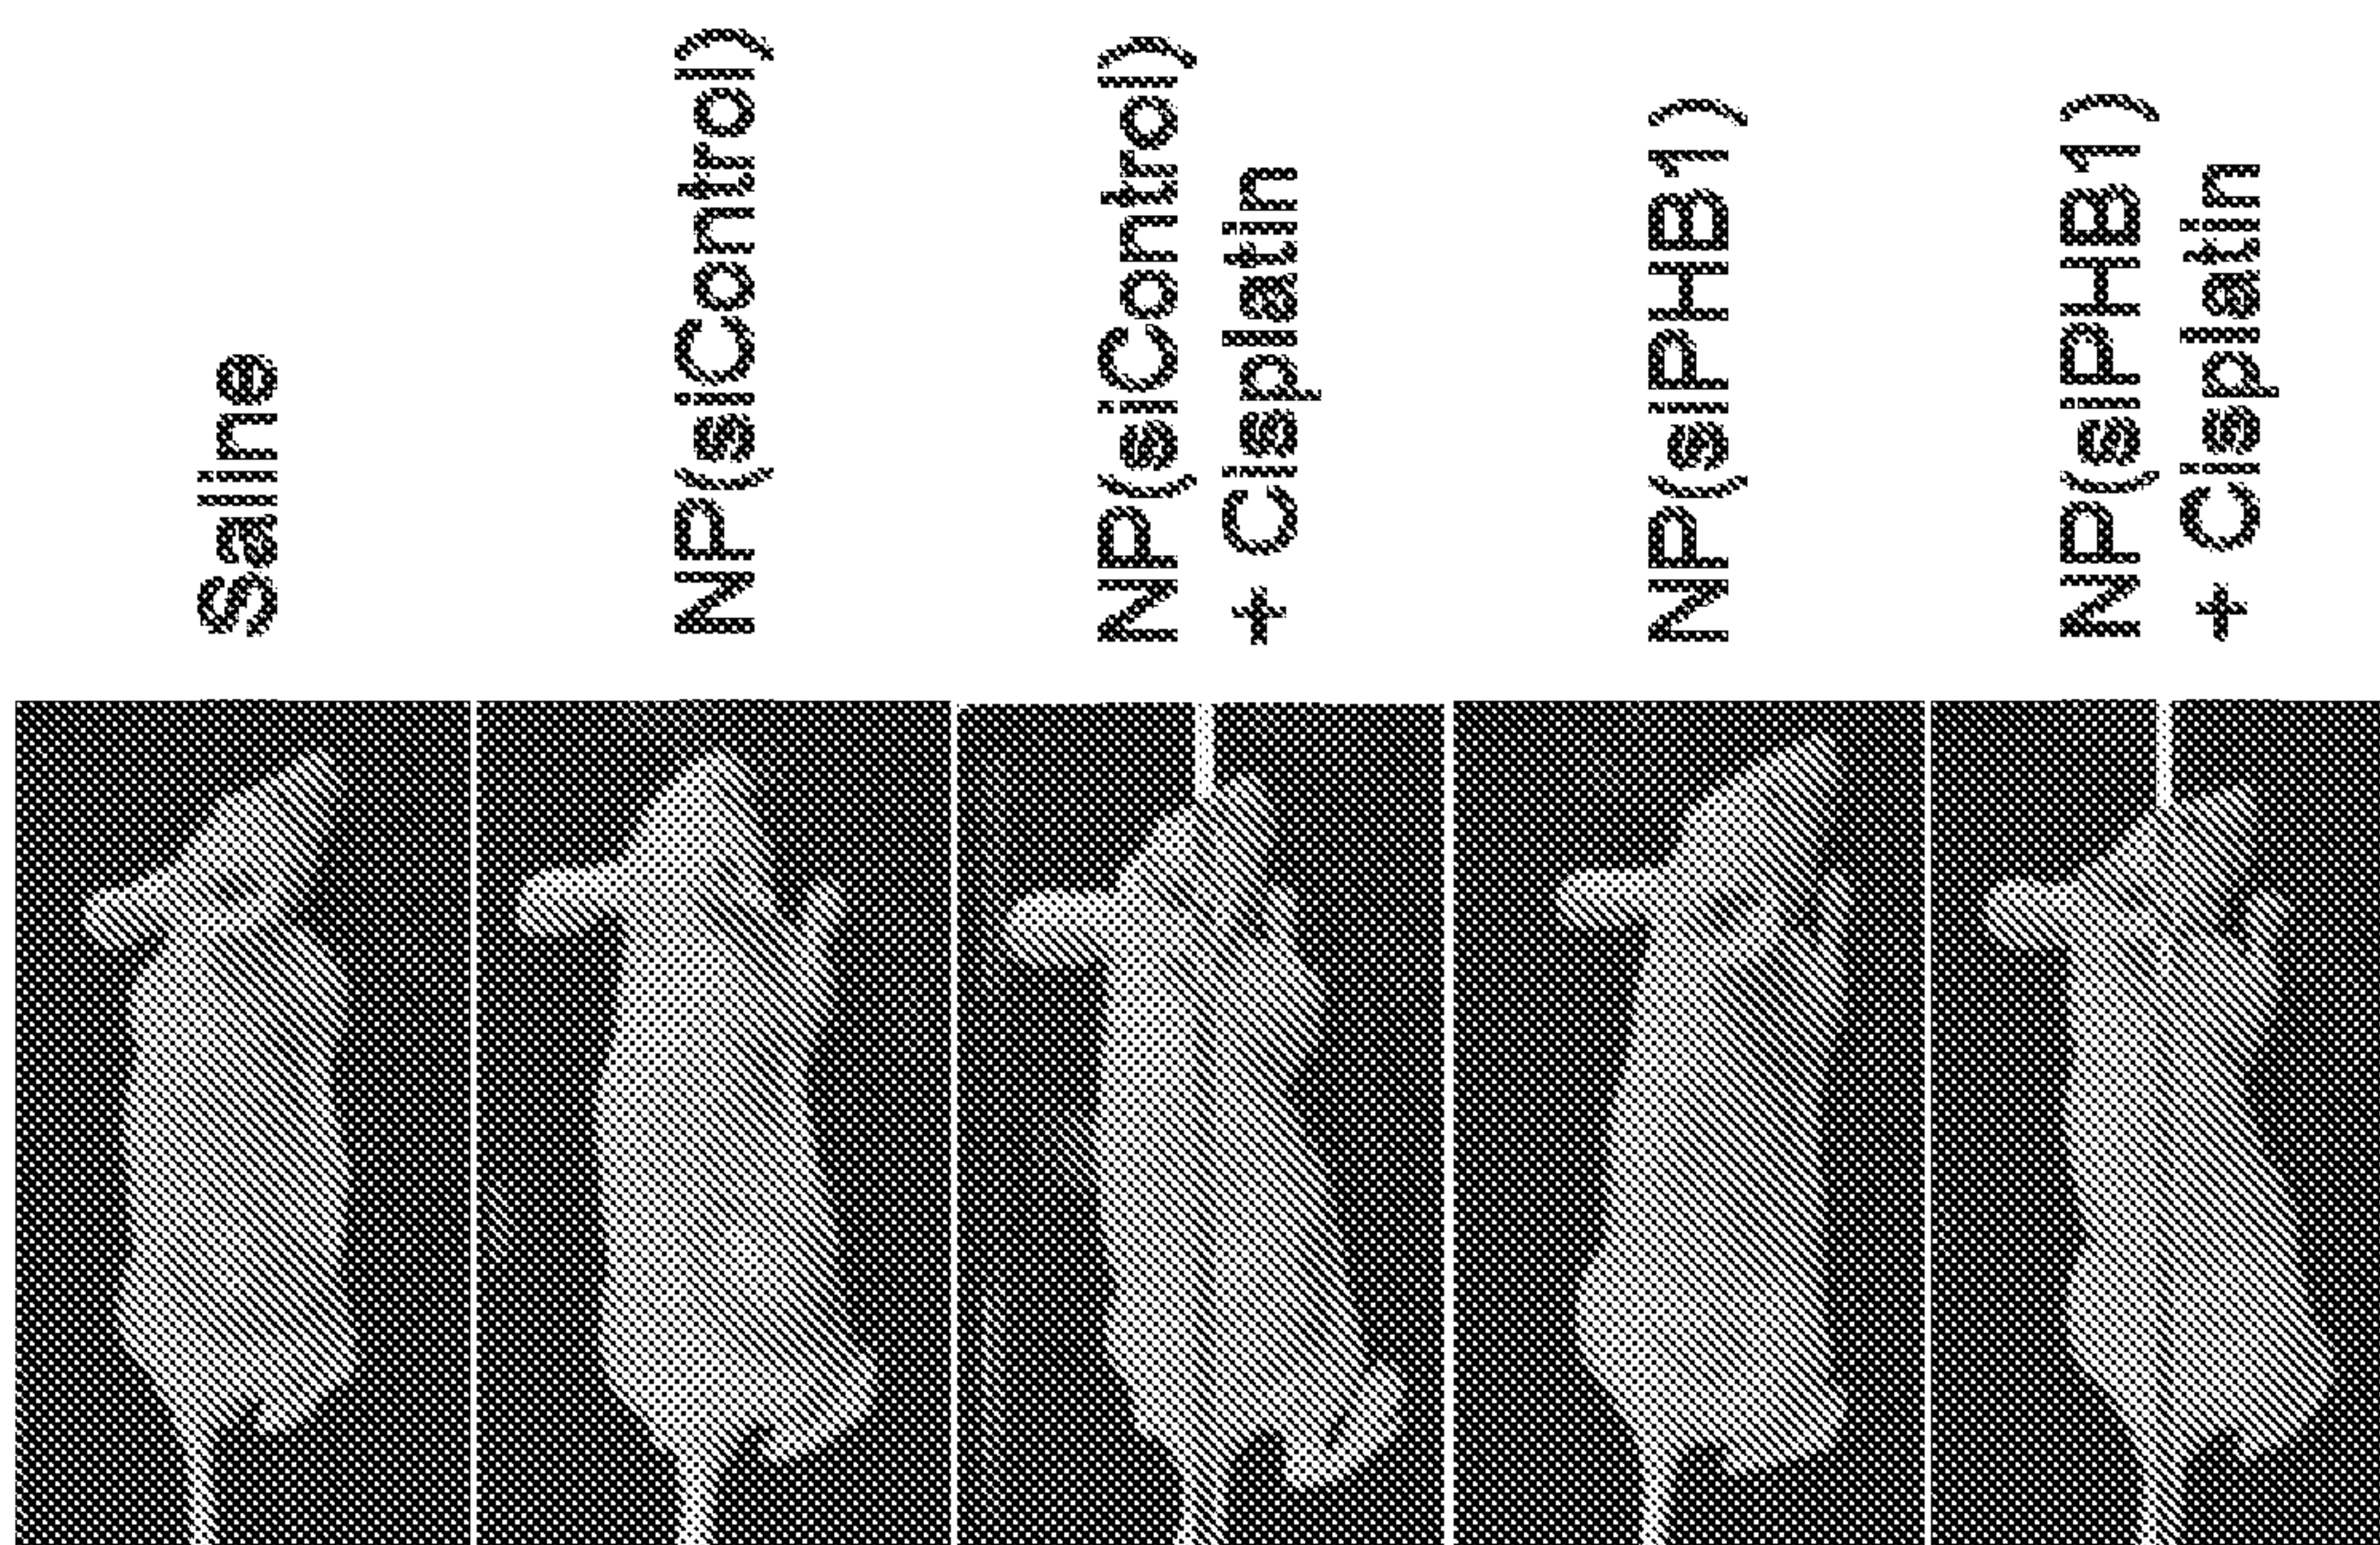 Saline
NP(siControl)
NP(siControl)
+ Cisplatin
NP(siPHB1)
NP(siPHB1)
+ Cisplatin